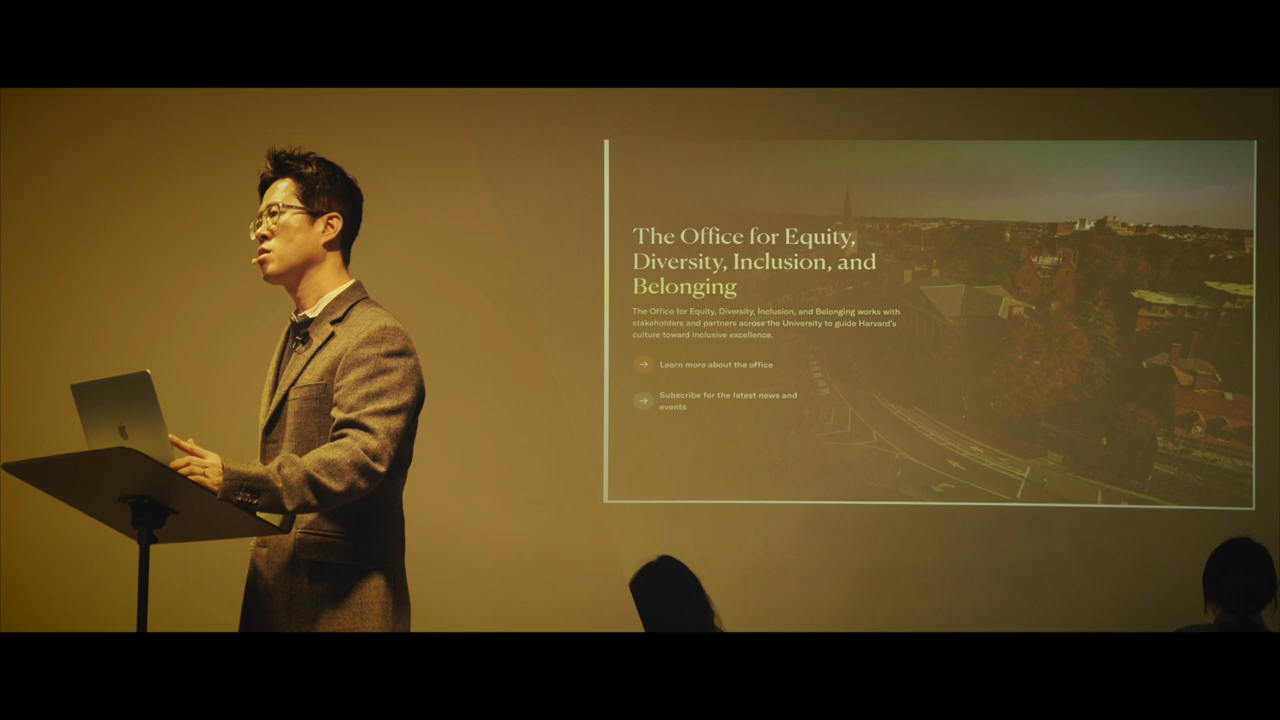 The Office for Equity,
Diversity, Inclusion, and
Belonging
The Office for Equity, Diversity, Inclusion, and Belonging works with
stakeholders and partners across the University to guide Harvard's
culture toward inclusive excellence.
Learn more about the office
Subscribe for the latest news and
events